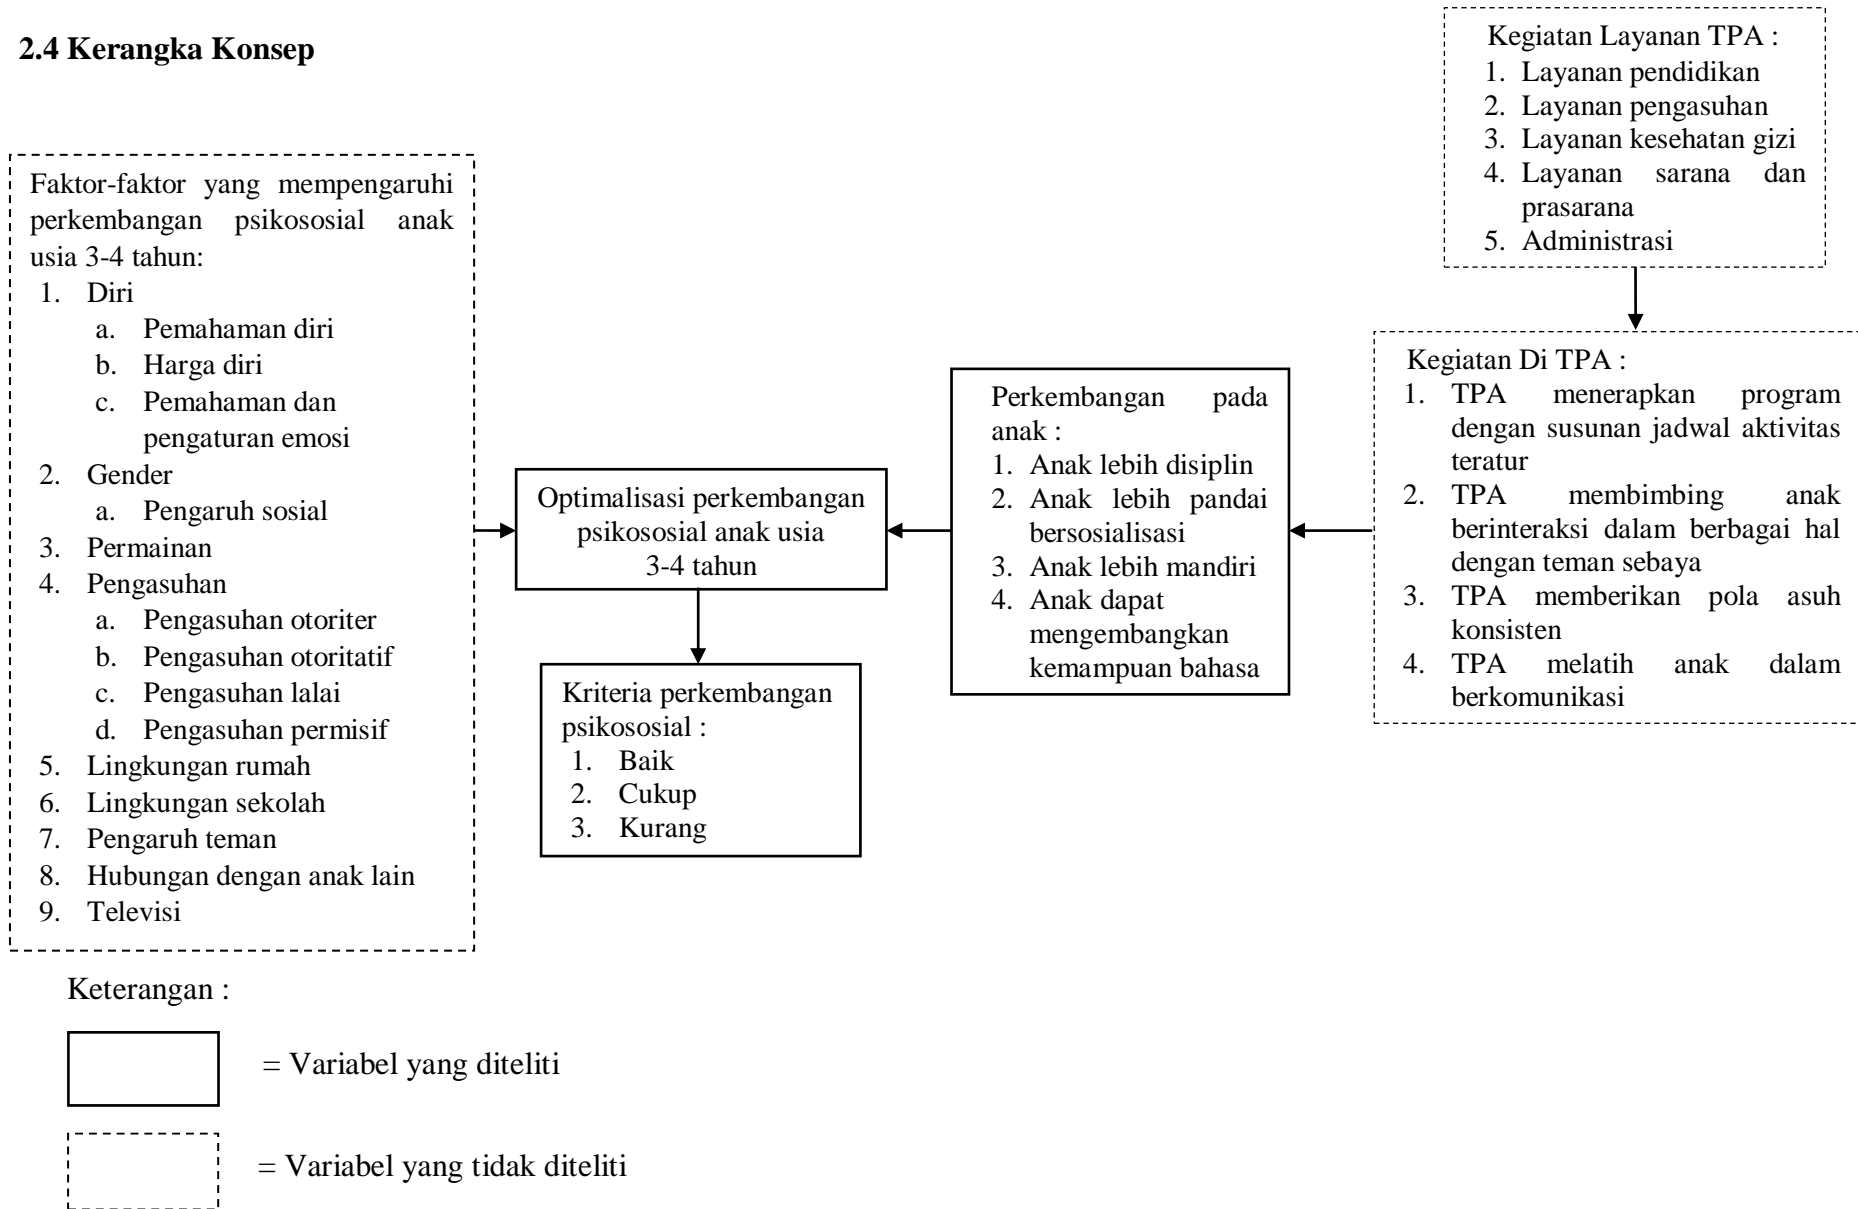 2.4 Kerangka Konsep
Kegiatan Layanan TPA :
1. Layanan pendidikan
2. Layanan pengasuhan
3. Layanan kesehatan gizi
4. Layanan sarana dan
prasarana
5. Administrasi
Faktor-faktor yang mempengaruhi
perkembangan psikososial anak
usia 3-4 tahun:
1. Diri
a. Pemahaman diri
b. Harga diri
c. Pemahaman dan
pengaturan emosi
2. Gender
a. Pengaruh sosial
3. Permainan
4. Pengasuhan
a. Pengasuhan otoriter
b. Pengasuhan otoritatif
c. Pengasuhan lalai
d. Pengasuhan permisif
5. Lingkungan rumah
6. Lingkungan sekolah
7. Pengaruh teman
8. Hubungan dengan anak lain
9. Televisi
Optimalisasi perkembangan
psikososial anak usia
3-4 tahun
Kriteria perkembangan
psikososial :
1. Baik
2. Cukup
3. Kurang
Perkembangan pada
anak :
1. Anak lebih disiplin
2. Anak lebih pandai
bersosialisasi
3. Anak lebih mandiri
4. Anak dapat
mengembangkan
kemampuan bahasa
Kegiatan Di TPA :
1. TPA menerapkan program
dengan susunan jadwal aktivitas
teratur
2. TPA membimbing anak
berinteraksi dalam berbagai hal
dengan teman sebaya
3. TPA memberikan pola asuh
konsisten
4. TPA melatih anak dalam
berkomunikasi
Keterangan :
= Variabel yang diteliti
= Variabel yang tidak diteliti